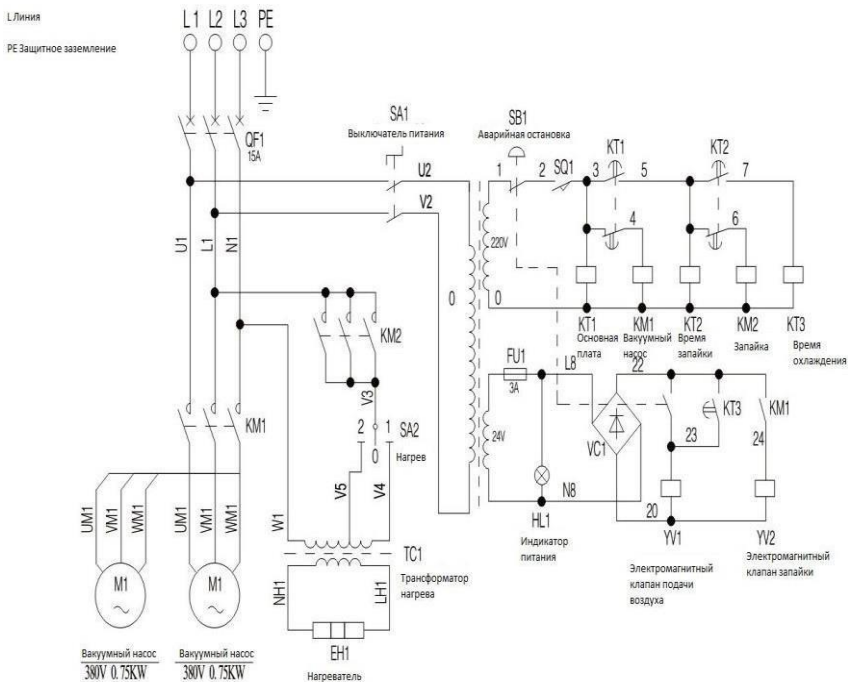 L Линия
L1 L2 L3 PE
PE Защитное заземление
QF1
15A
SA1
Выключатель питания
SB1
Аварийная остановка
U2
V2
1
2
SQ1
3
KT1
5
KT2
7
4
6
220V
0
0
U1
L1
N1
KM2
KT1
KM1
KT2
KM2
KT3
Основная плата
Вакуумный насос
Время запайки
Запайка
Время охлаждения
FU1
3A
L8
22
V3
KM1
2
1
SA2
0
Нагрев
24V
VC1
23
KT3
KM1
24
V5
V4
N8
20
UM1
VM1
WM1
UM1
VM1
WM1
W1
HL1
Индикатор питания
YV1
YV2
Электромагнитный клапан подачи воздуха
Электромагнитный клапан запайки
TC1
Трансформатор нагрева
NH1
LH1
M1
~
M1
~
EH1
Нагреватель
Вакуумный насос
380V 0.75KW
Вакуумный насос
380V 0.75KW